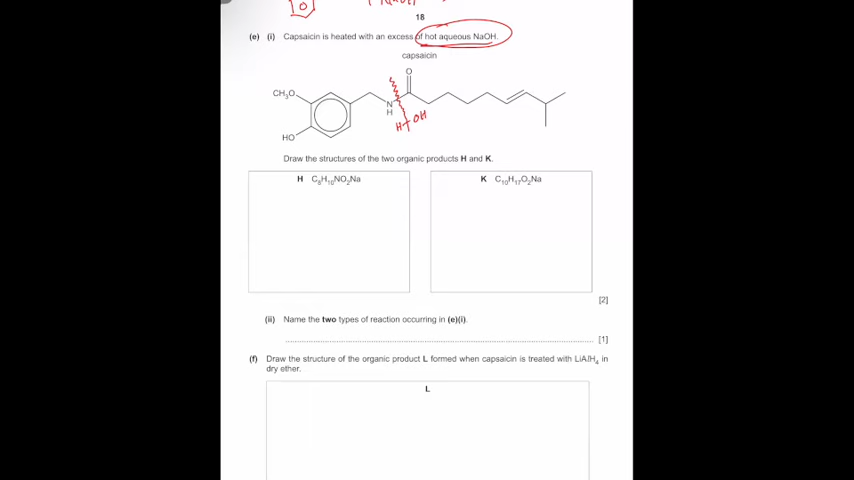 18
(e) (i) Capsaicin is heated with an excess of hot aqueous NaOH.
capsaicin
O
CH₃O
N
H
H OH
HO
Draw the structures of the two organic products H and K.
H C₈H₁₀NO₂Na
K C₁₀H₁₇O₂Na
[2]
(ii) Name the two types of reaction occurring in (e)(i).
[1]
(f) Draw the structure of the organic product L formed when capsaicin is treated with LiAlH₄ in
dry ether.
L